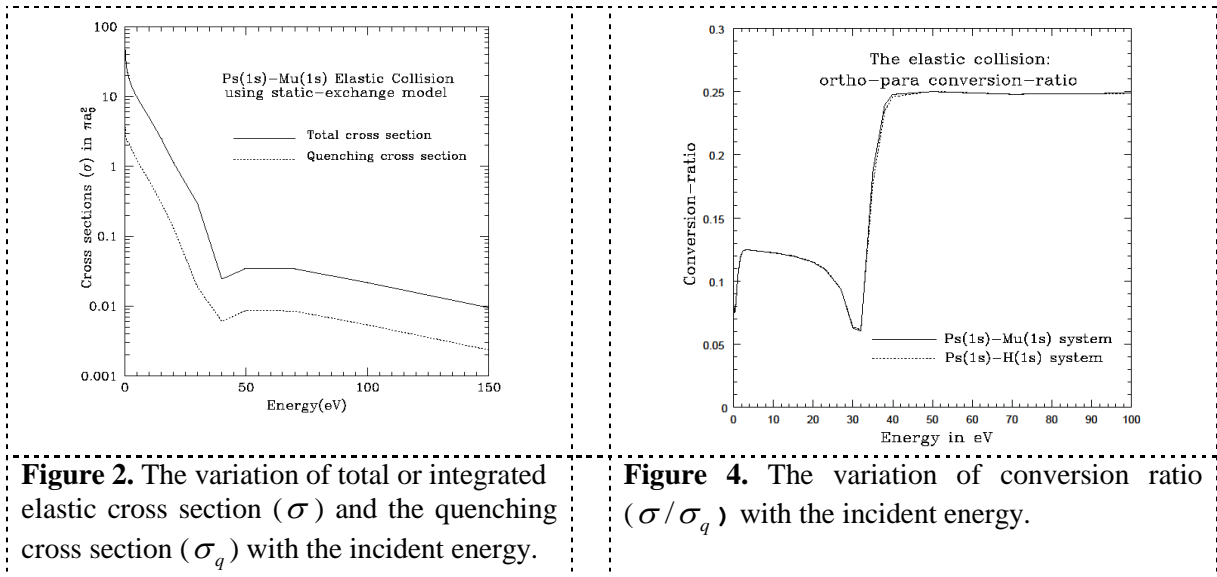 100
10
1
0.1
0.01
0.001
Cross sections (σ) in πa₀²
Ps(1s)−Mu(1s) Elastic Collision
using static−exchange model
Total cross section
Quenching cross section
0 50 100 150
Energy(eV)
0.3
0.25
0.2
0.15
0.1
0.05
0
Conversion−ratio
The elastic collision:
ortho−para conversion−ratio
Ps(1s)−Mu(1s) system
Ps(1s)−H(1s) system
0 10 20 30 40 50 60 70 80 90 100
Energy in eV
Figure 2. The variation of total or integrated
elastic cross section (σ) and the quenching
cross section (σq) with the incident energy.
Figure 4. The variation of conversion ratio
(σ/σq) with the incident energy.